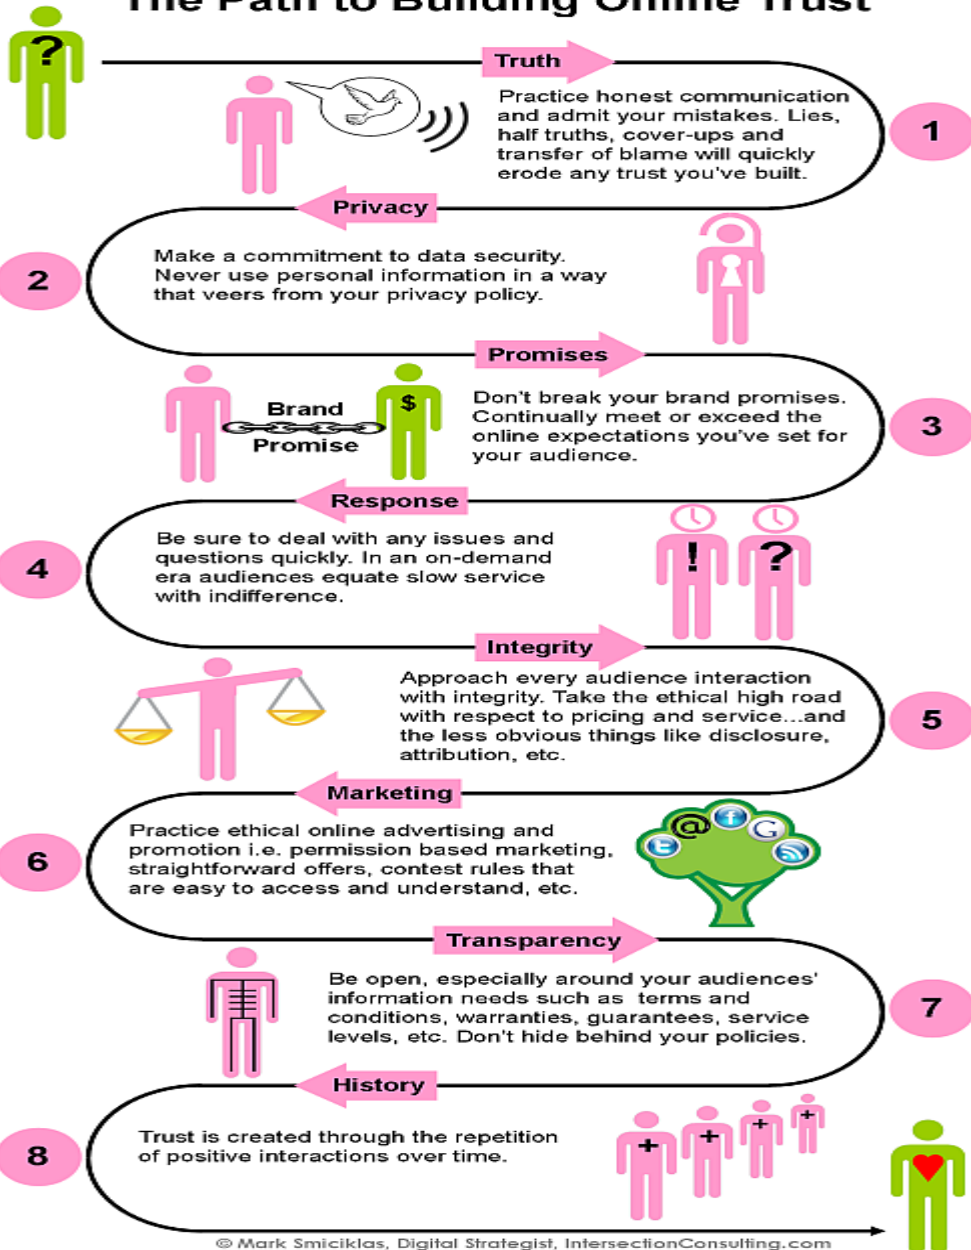 The Path to Building Online Trust
?
Truth
Practice honest communication
and admit your mistakes. Lies,
half truths, cover-ups and
transfer of blame will quickly
erode any trust you've built.
1
Privacy
Make a commitment to data security.
Never use personal information in a way
that veers from your privacy policy.
2
Promises
Brand
Promise
$
Don't break your brand promises.
Continually meet or exceed the
online expectations you've set for
your audience.
3
Response
Be sure to deal with any issues and
questions quickly. In an on-demand
era audiences equate slow service
with indifference.
4
! ?
Integrity
Approach every audience interaction
with integrity. Take the ethical high road
with respect to pricing and service...and
the less obvious things like disclosure,
attribution, etc.
5
Marketing
Practice ethical online advertising and
promotion i.e. permission based marketing,
straightforward offers, contest rules that
are easy to access and understand, etc.
6
t @ f G
Transparency
Be open, especially around your audiences'
information needs such as terms and
conditions, warranties, guarantees, service
levels, etc. Don't hide behind your policies.
7
History
Trust is created through the repetition
of positive interactions over time.
8
+ + + +
© Mark Smiciklas, Digital Strategist, IntersectionConsulting.com